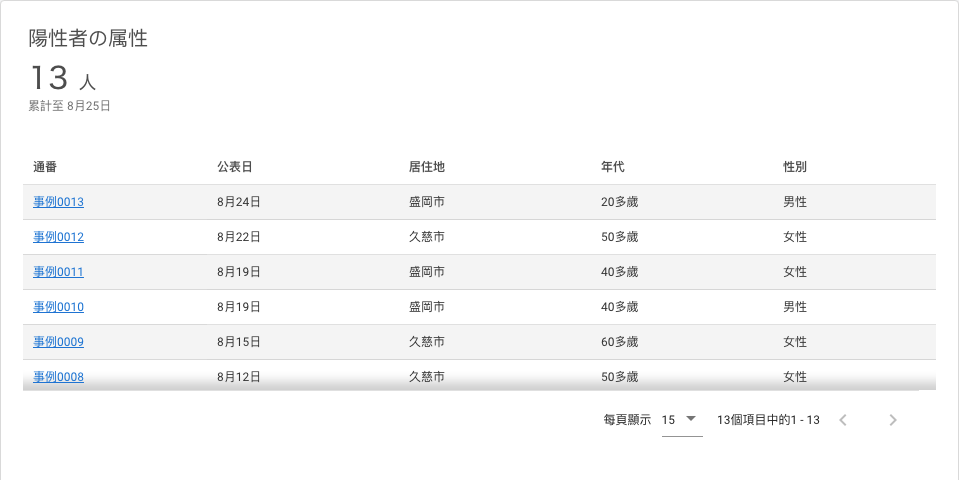 陽性者の属性
13 人
累計至 8月25日
通番 公表日 居住地 年代 性別
事例0013 8月24日 盛岡市 20多歲 男性
事例0012 8月22日 久慈市 50多歲 女性
事例0011 8月19日 盛岡市 40多歲 女性
事例0010 8月19日 盛岡市 40多歲 男性
事例0009 8月15日 久慈市 60多歲 女性
事例0008 8月12日 久慈市 50多歲 女性
每頁顯示 15 13個項目中的1 - 13